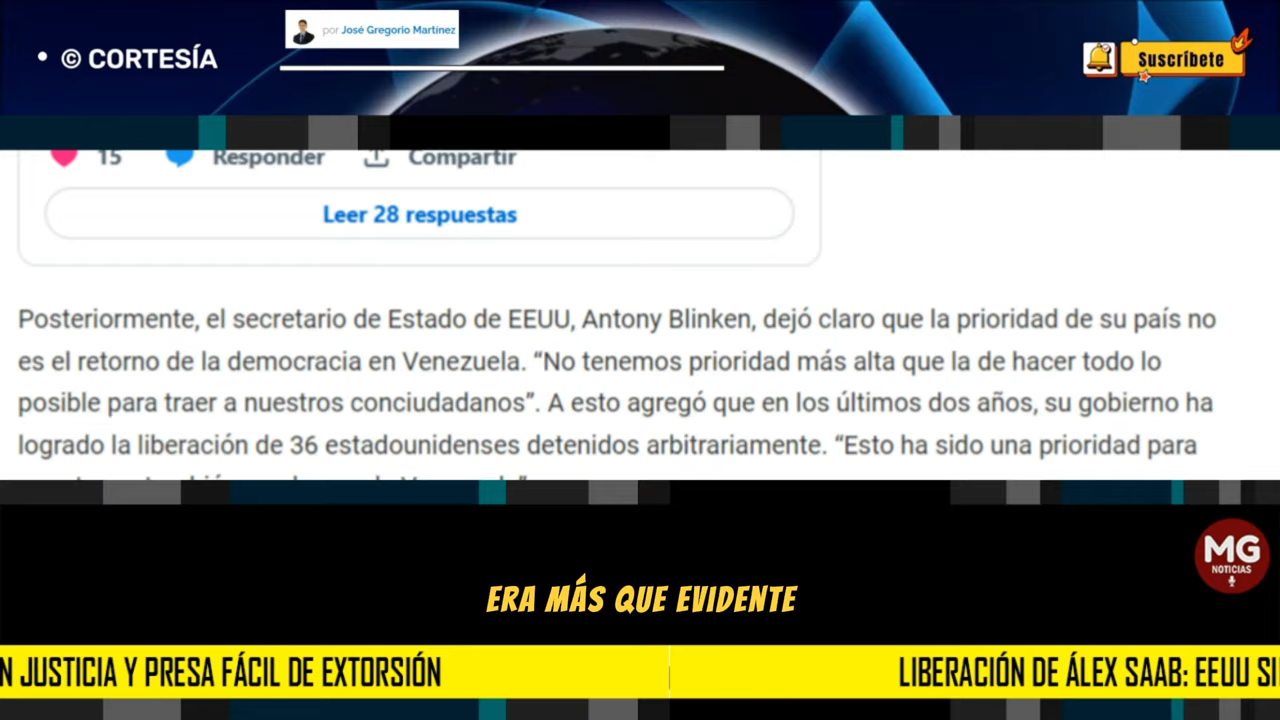 • © CORTESÍA
por José Gregorio Martínez
Suscríbete
15 Responder Compartir
Leer 28 respuestas
Posteriormente, el secretario de Estado de EEUU, Antony Blinken, dejó claro que la prioridad de su país no
es el retorno de la democracia en Venezuela. “No tenemos prioridad más alta que la de hacer todo lo
posible para traer a nuestros conciudadanos”. A esto agregó que en los últimos dos años, su gobierno ha
logrado la liberación de 36 estadounidenses detenidos arbitrariamente. “Esto ha sido una prioridad para
MG
NOTICIAS
ERA MÁS QUE EVIDENTE
N JUSTICIA Y PRESA FÁCIL DE EXTORSIÓN
LIBERACIÓN DE ÁLEX SAAB: EEUU SI